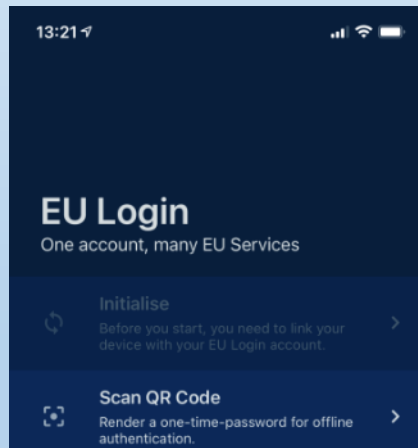 13:21
EU Login
One account, many EU Services
Initialise
Before you start, you need to link your
device with your EU Login account.
Scan QR Code
Render a one-time-password for offline
authentication.